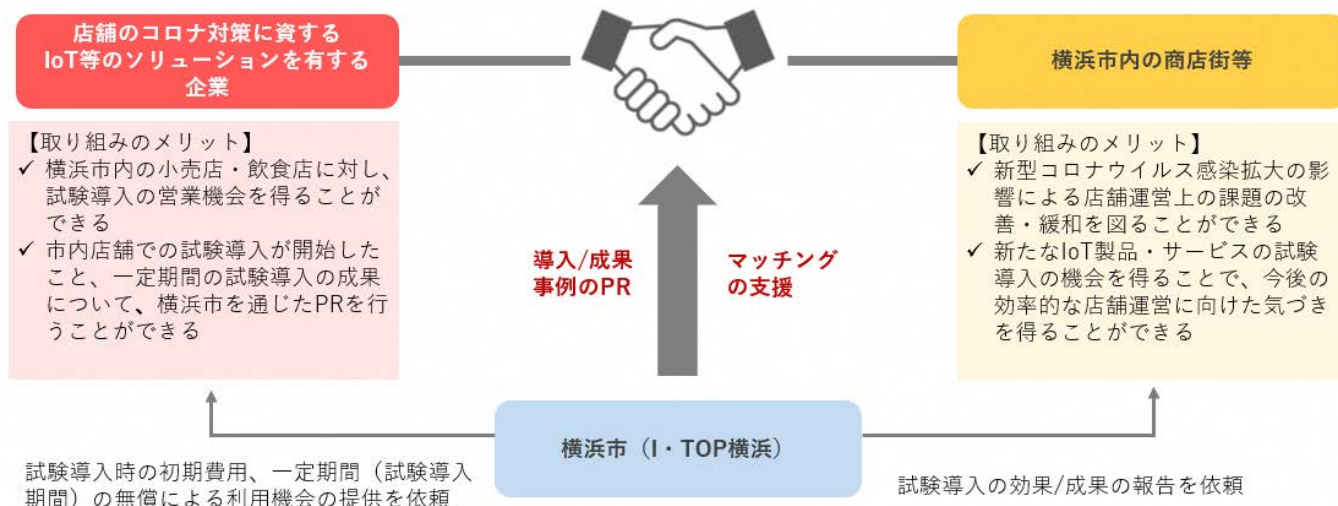 店舗のコロナ対策に資する
IoT等のソリューションを有する
企業
横浜市内の商店街等
【取り組みのメリット】
✓ 横浜市内の小売店・飲食店に対し、
試験導入の営業機会を得ることが
できる
✓ 市内店舗での試験導入が開始した
こと、一定期間の試験導入の成果
について、横浜市を通じたPRを行
うことができる
導入/成果
事例のPR
マッチング
の支援
【取り組みのメリット】
✓ 新型コロナウイルス感染拡大の影
響による店舗運営上の課題の改
善・緩和を図ることができる
✓ 新たなIoT製品・サービスの試験
導入の機会を得ることで、今後の
効率的な店舗運営に向けた気づき
を得ることができる
横浜市（I・TOP横浜）
試験導入時の初期費用、一定期間（試験導入
期間）の無償による利用機会の提供を依頼
試験導入の効果/成果の報告を依頼